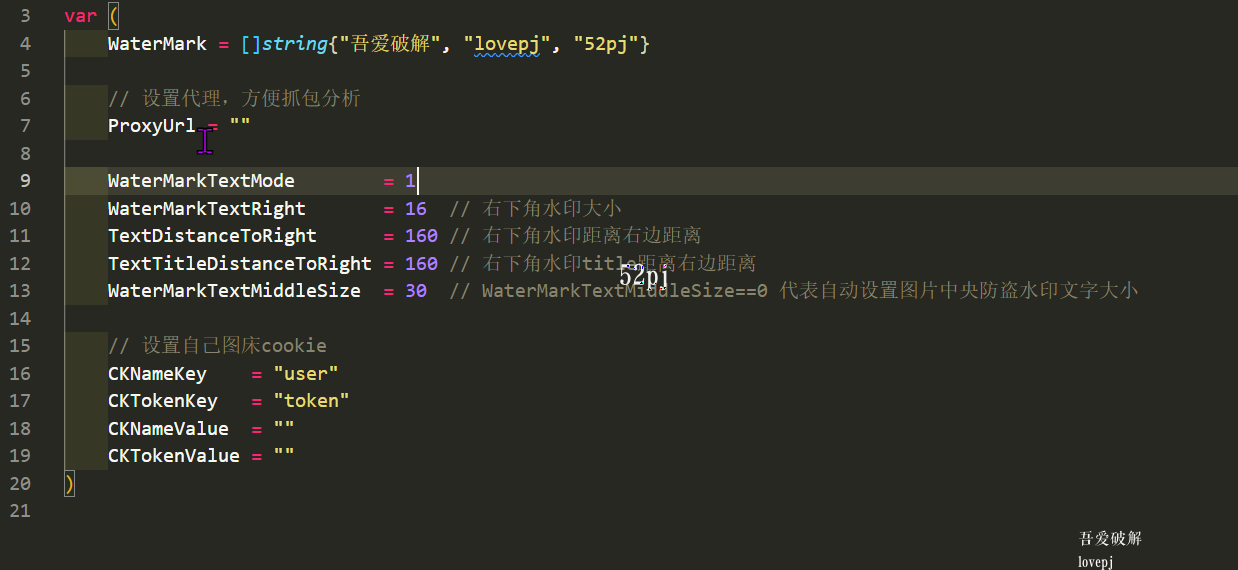 3 var (
4 WaterMark = []string{"吾爱破解", "lovepj", "52pj"}
5
6 // 设置代理，方便抓包分析
7 ProxyUrl = ""
8
9 WaterMarkTextMode = 1
10 WaterMarkTextRight = 16 // 右下角水印大小
11 TextDistanceToRight = 160 // 右下角水印距离右边距离
12 TextTitleDistanceToRight = 160 // 右下角水印title距离右边距离
52pj
13 WaterMarkTextMiddleSize = 30 // WaterMarkTextMiddleSize==0 代表自动设置图片中央防盗水印文字大小
14
15 // 设置自己图床cookie
16 CKNameKey = "user"
17 CKTokenKey = "token"
18 CKNameValue = ""
19 CKTokenValue = ""
20 )
21
吾爱破解
lovepj